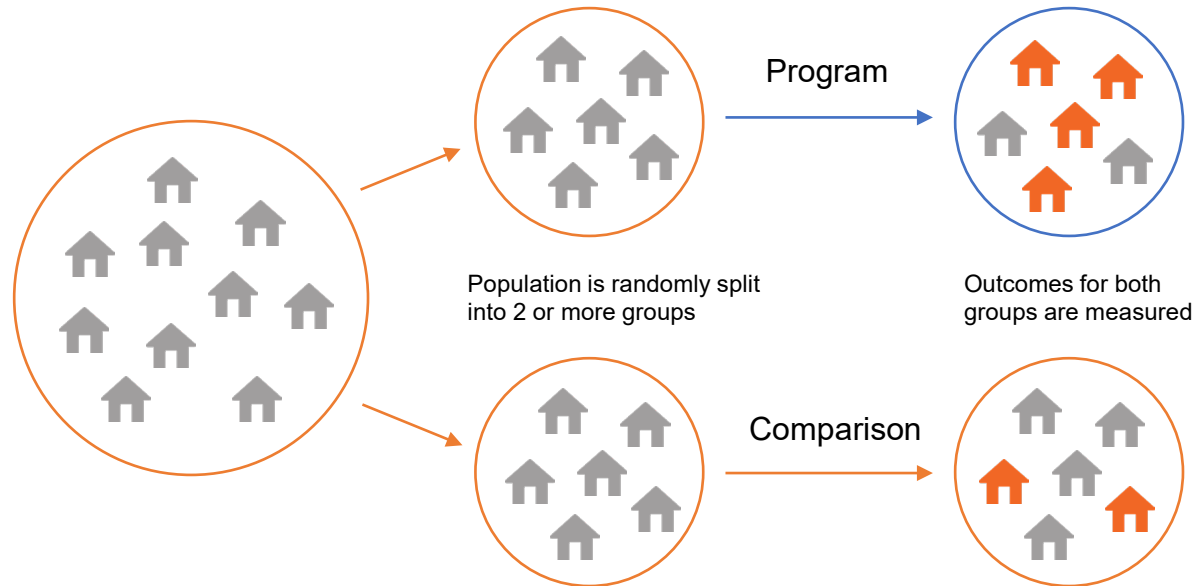 Program
Population is randomly split
into 2 or more groups
Outcomes for both
groups are measured
Comparison